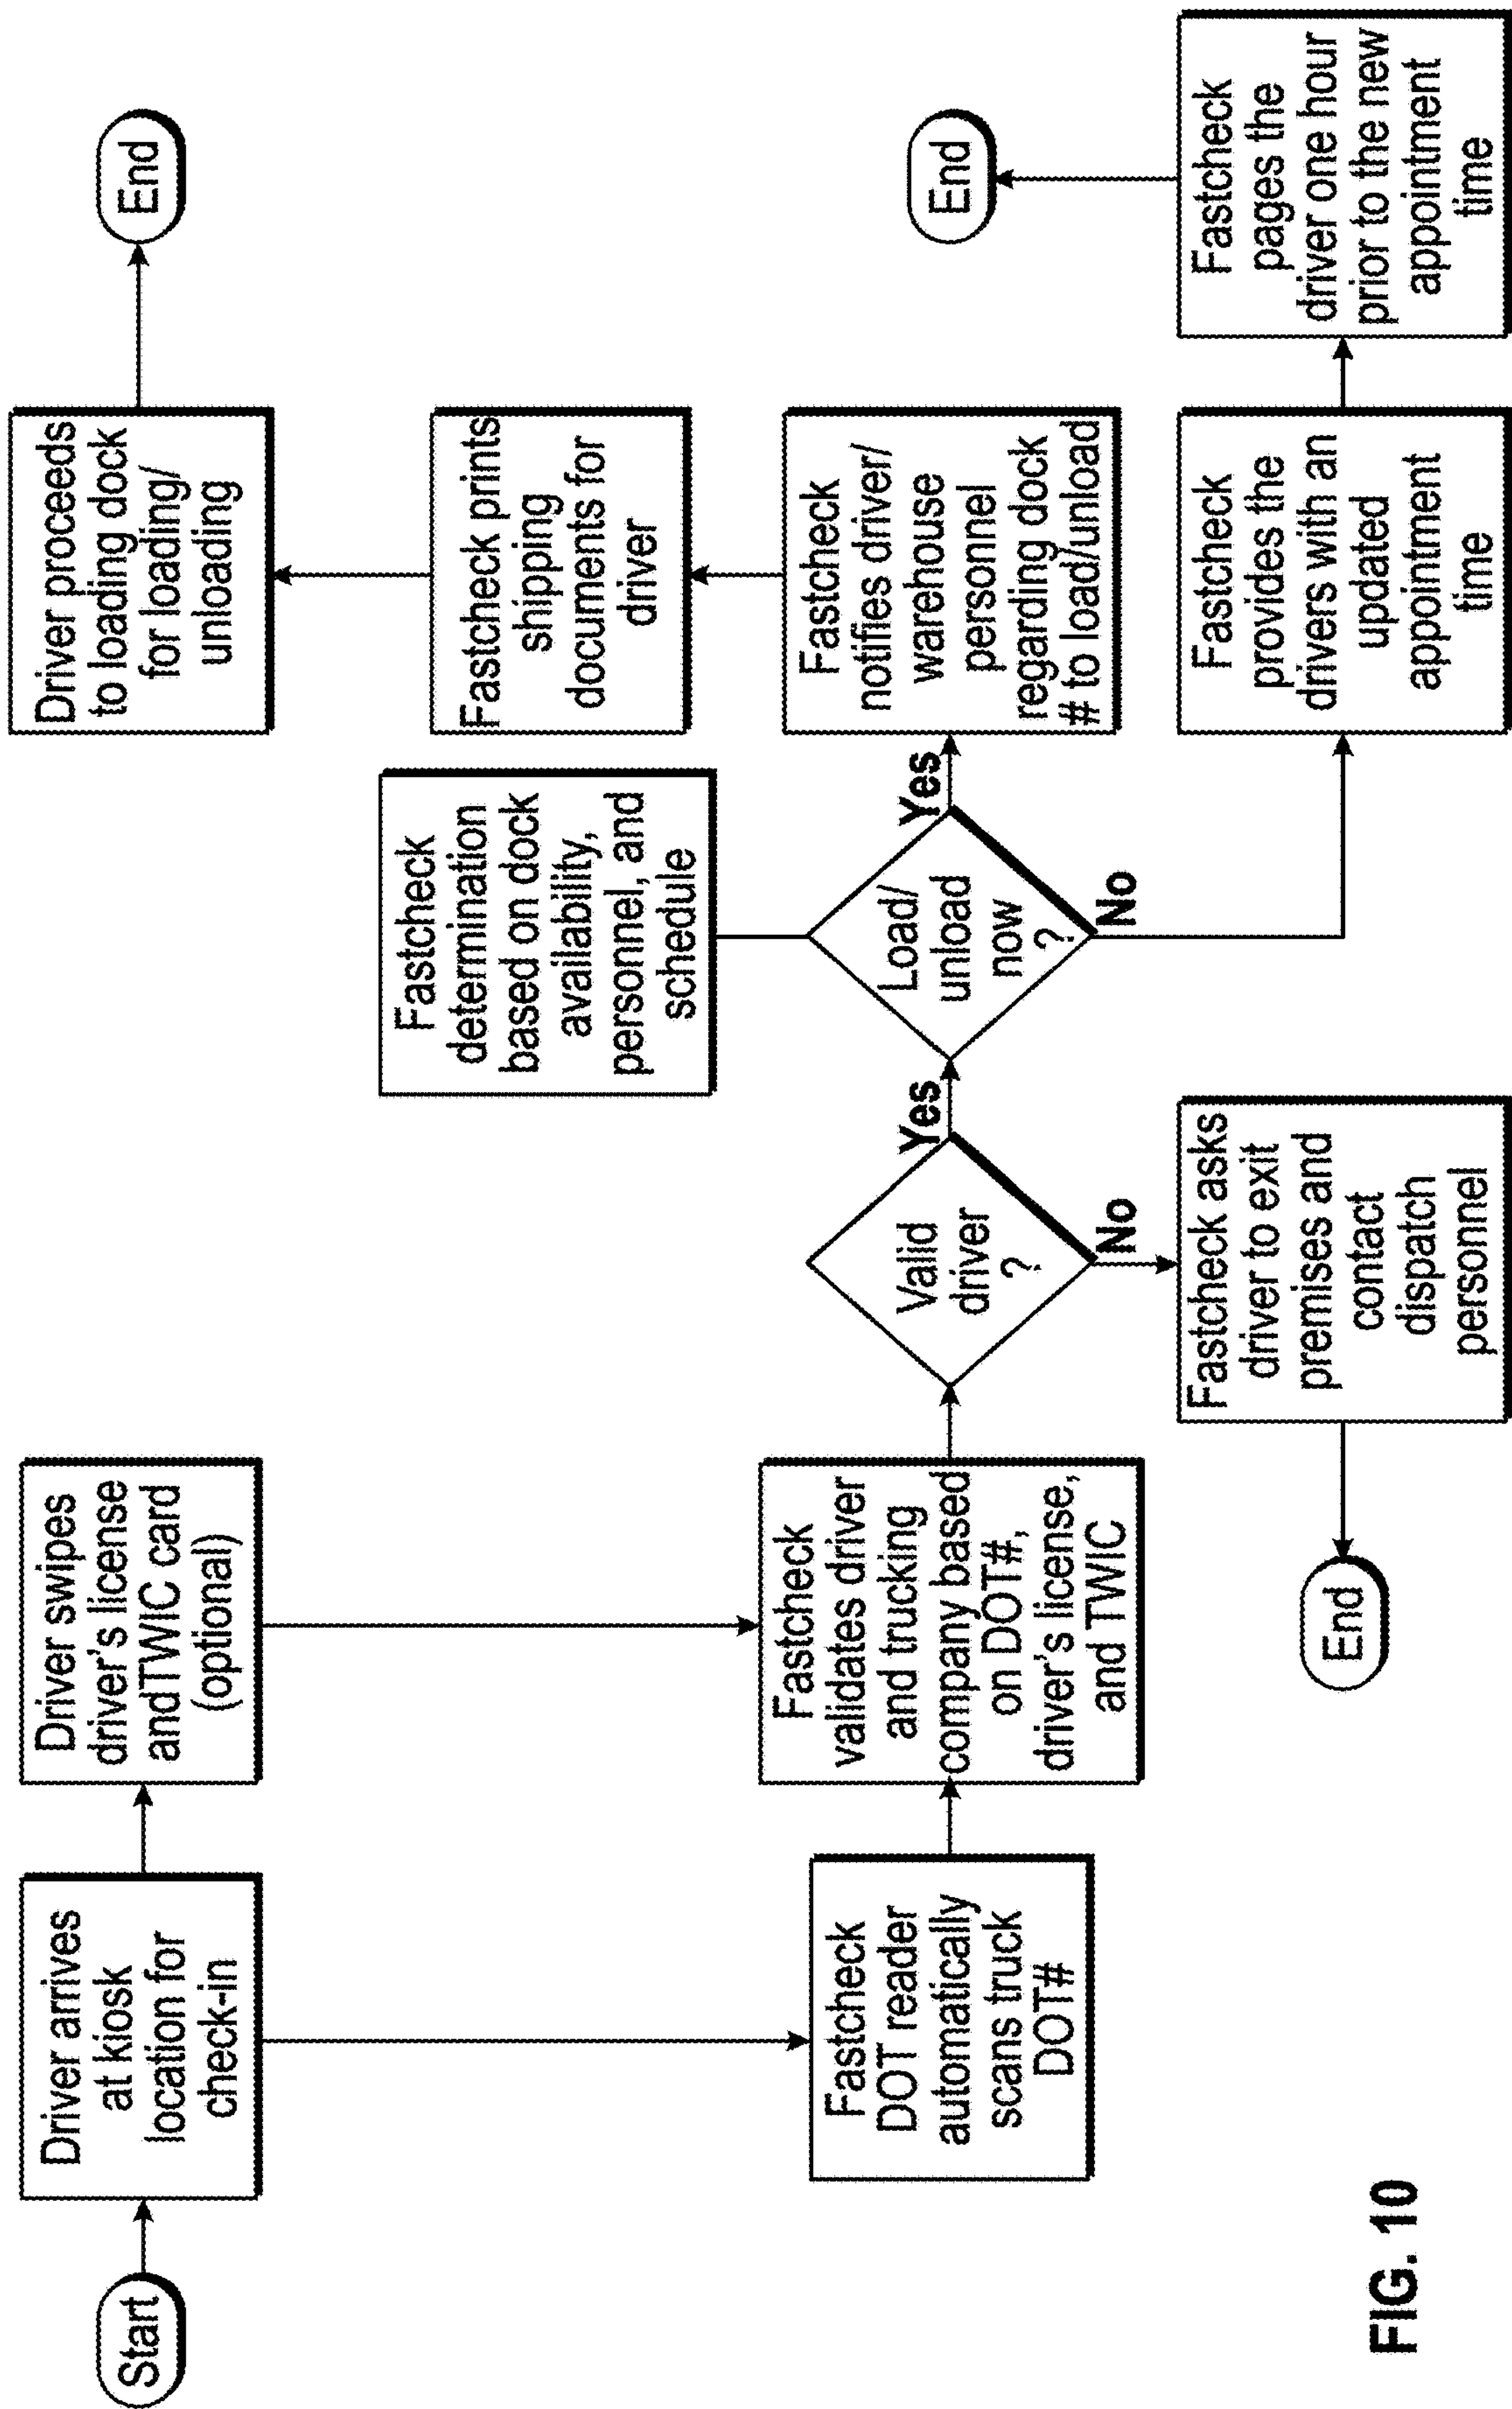 Start
Driver arrives
at kiosk
location for
check-in
Driver swipes
driver's license
andTWIC card
(optional)
Fastcheck
DOT reader
automatically
scans truck
DOT#
Fastcheck
validates driver
and trucking
company based
on DOT#,
driver's license,
and TWIC
Valid
driver
?
Yes
No
Fastcheck asks
driver to exit
premises and
contact
dispatch
personnel
End
Fastcheck
determination
based on dock
availability,
personnel, and
schedule
Load/
unload
now
?
Yes
No
Fastcheck
notifies driver/
warehouse
personnel
regarding dock
# to load/unload
Fastcheck prints
shipping
documents for
driver
Driver proceeds
to loading dock
for loading/
unloading
End
Fastcheck
provides the
drivers with an
updated
appointment
time
Fastcheck
pages the
driver one hour
prior to the new
appointment
time
End
FIG. 10